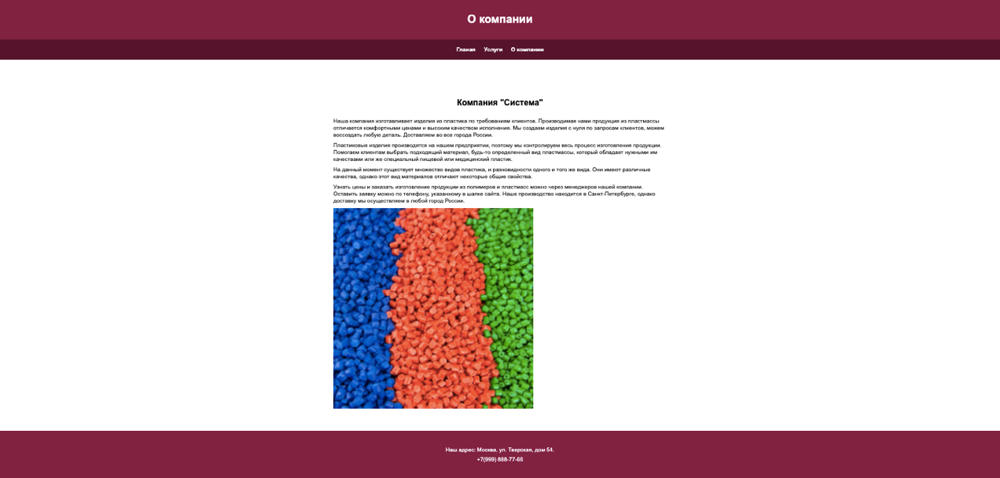 О компании
Гланая Услуги О компании
Компания "Система"
Наша компания изготавливает изделия из пластика по требованиям клиентов. Производимая нами продукция из пластмассы
отличается комфортными ценами и высоким качеством исполнения. Мы создаем изделия с нуля по запросам клиентов, можем
воссоздать любую деталь. Доставляем во все города России.
Пластиковые изделия производятся на нашем предприятии, поэтому мы контролируем весь процесс изготовления продукции.
Помогаем клиентам выбрать подходящий материал, будь-то определенный вид пластмассы, который обладает нужными им
качествами или же специальный пищевой или медицинский пластик.
На данный момент существует множество видов пластика, и разновидности одного и того же вида. Они имеют различные
качества, однако этот вид материалов отличают некоторые общие свойства.
Узнать цены и заказать изготовление продукции из полимеров и пластмасс можно через менеджеров нашей компании.
Оставить заявку можно по телефону, указанному в шапке сайта. Наше производство находится в Санкт-Петербурге, однако
доставку мы осуществляем в любой город России.
Наш адрес: Москва, ул. Тверская, дом 54.
+7(999) 888-77-66